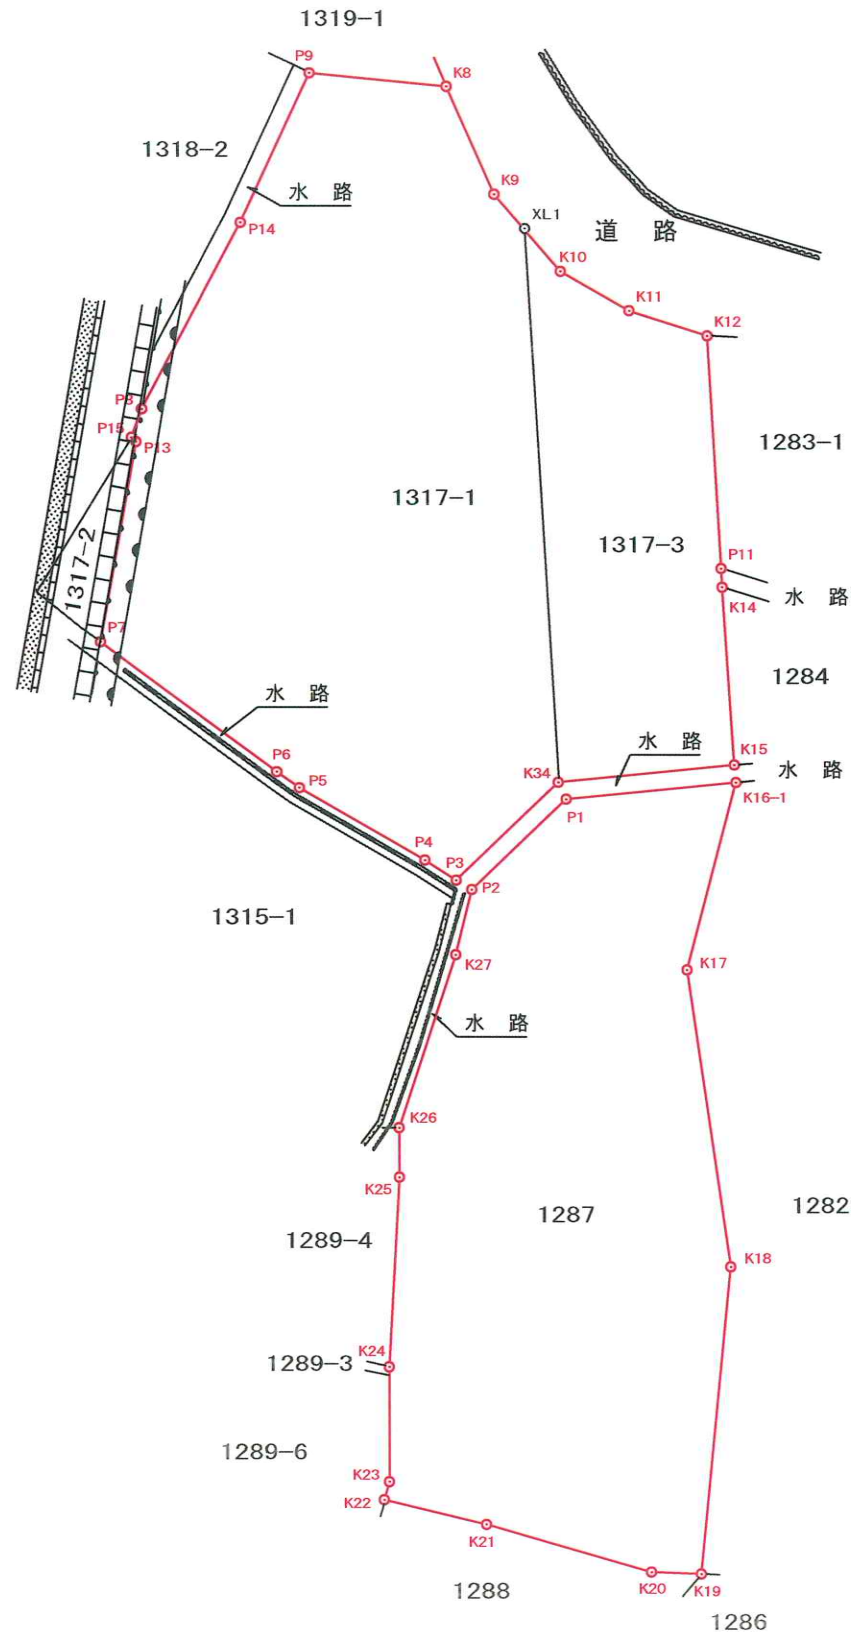 1319-1
P9
K8
1318-2
水 路
K9
XL1
道 路
P14
K10
K11
K12
P8
P15
P13
1283-1
1317-1
1317-3
1317-2
P11
K14
水 路
P7
1284
水 路
水 路
K15
P6
K34
水 路
P5
P1
K16-1
P4
P3
P2
1315-1
K27
K17
水 路
K26
K25
1287
1282
1289-4
K18
K24
1289-3
1289-6
K23
K22
K21
K20
K19
1288
1286